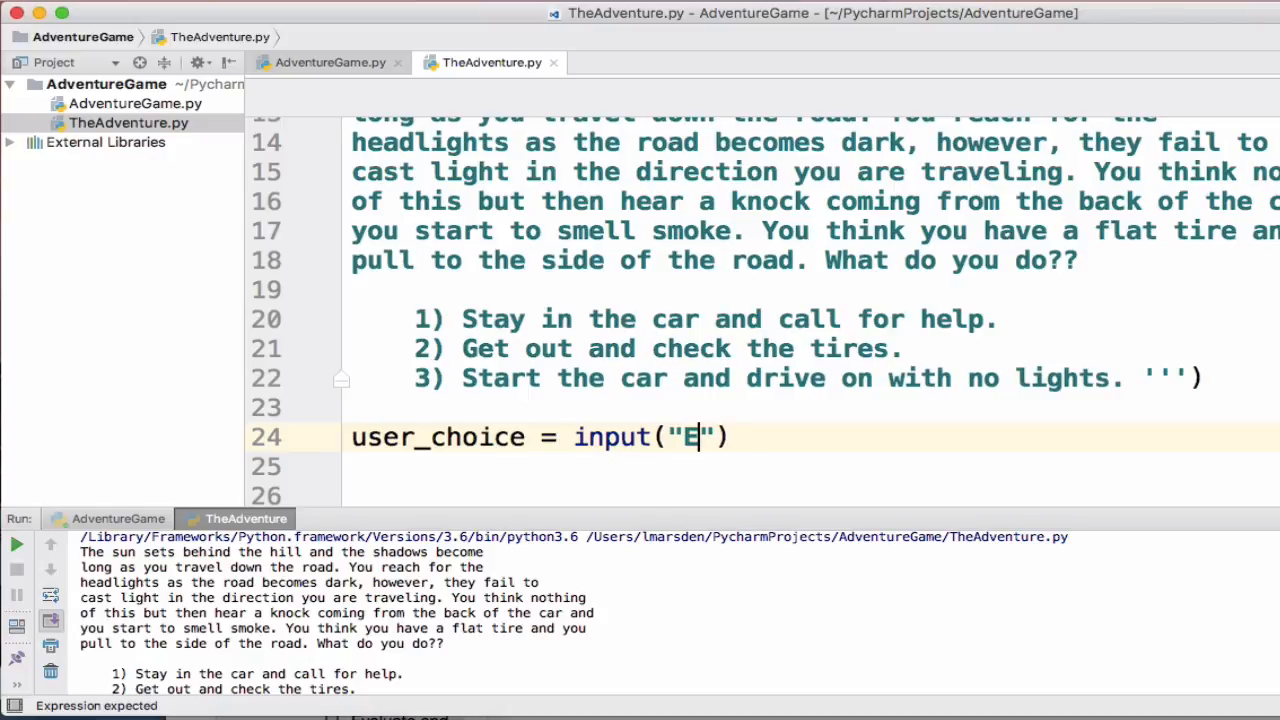 TheAdventure.py - AdventureGame - [~/PycharmProjects/AdventureGame]
AdventureGame TheAdventure.py
Project AdventureGame.py TheAdventure.py
AdventureGame ~/Pycharm
AdventureGame.py
TheAdventure.py
External Libraries
long as you travel down the road. You reach for the
14 headlights as the road becomes dark, however, they fail to
15 cast light in the direction you are traveling. You think no
16 of this but then hear a knock coming from the back of the c
17 you start to smell smoke. You think you have a flat tire an
18 pull to the side of the road. What do you do??
19
20 1) Stay in the car and call for help.
21 2) Get out and check the tires.
22 3) Start the car and drive on with no lights. ''')
23
24 user_choice = input("E")
25
26
Run: AdventureGame TheAdventure
/Library/Frameworks/Python.framework/Versions/3.6/bin/python3.6 /Users/lmarsden/PycharmProjects/AdventureGame/TheAdventure.py
The sun sets behind the hill and the shadows become
long as you travel down the road. You reach for the
headlights as the road becomes dark, however, they fail to
cast light in the direction you are traveling. You think nothing
of this but then hear a knock coming from the back of the car and
you start to smell smoke. You think you have a flat tire and you
pull to the side of the road. What do you do??
1) Stay in the car and call for help.
2) Get out and check the tires.
Expression expected